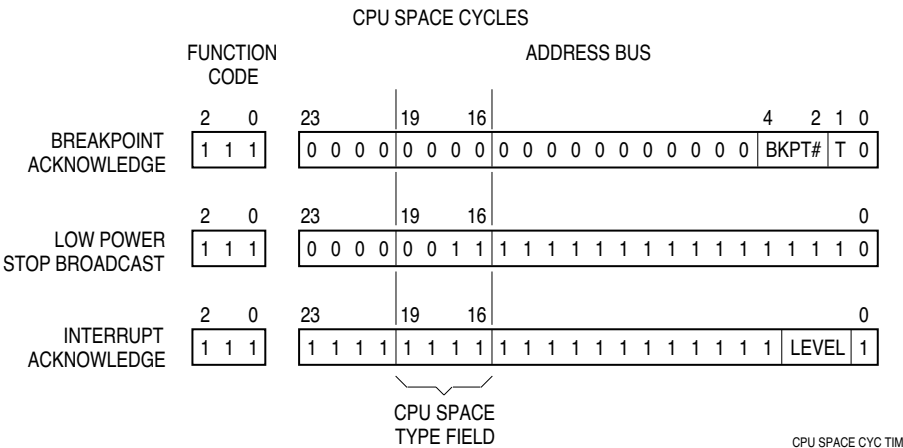 CPU SPACE CYCLES
FUNCTION
CODE
ADDRESS BUS
2 0 23 19 16 4 2 1 0
BREAKPOINT
ACKNOWLEDGE
1 1 1 0 0 0 0 0 0 0 0 0 0 0 0 0 0 0 0 0 0 0 BKPT# T 0
2 0 23 19 16 0
LOW POWER
STOP BROADCAST
1 1 1 0 0 0 0 0 0 1 1 1 1 1 1 1 1 1 1 1 1 1 1 1 1 1 0
2 0 23 19 16 0
INTERRUPT
ACKNOWLEDGE
1 1 1 1 1 1 1 1 1 1 1 1 1 1 1 1 1 1 1 1 1 1 1 LEVEL 1
CPU SPACE
TYPE FIELD
CPU SPACE CYC TIM